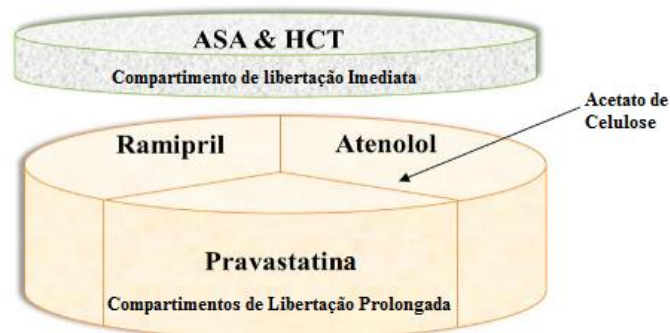 ASA & HCT
Compartimento de libertação Imediata
Acetato de
Celulose
Ramipril
Atenolol
Pravastatina
Compartimentos de Libertação Prolongada